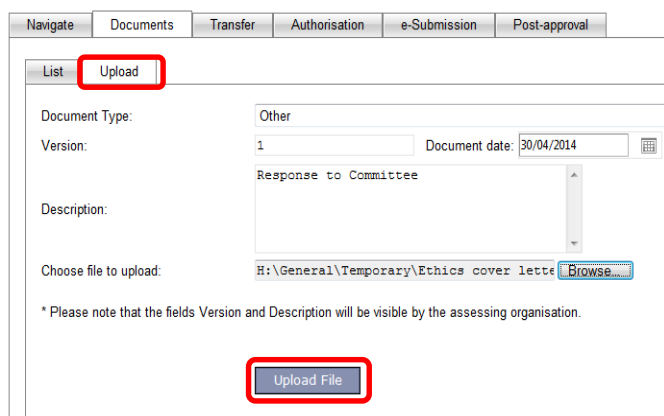 Navigate Documents Transfer Authorisation e-Submission Post-approval
List Upload
Document Type: Other
Version: 1 Document date: 30/04/2014
Description: Response to Committee
Choose file to upload: H:\General\Temporary\Ethics cover lette Browse...
* Please note that the fields Version and Description will be visible by the assessing organisation.
Upload File